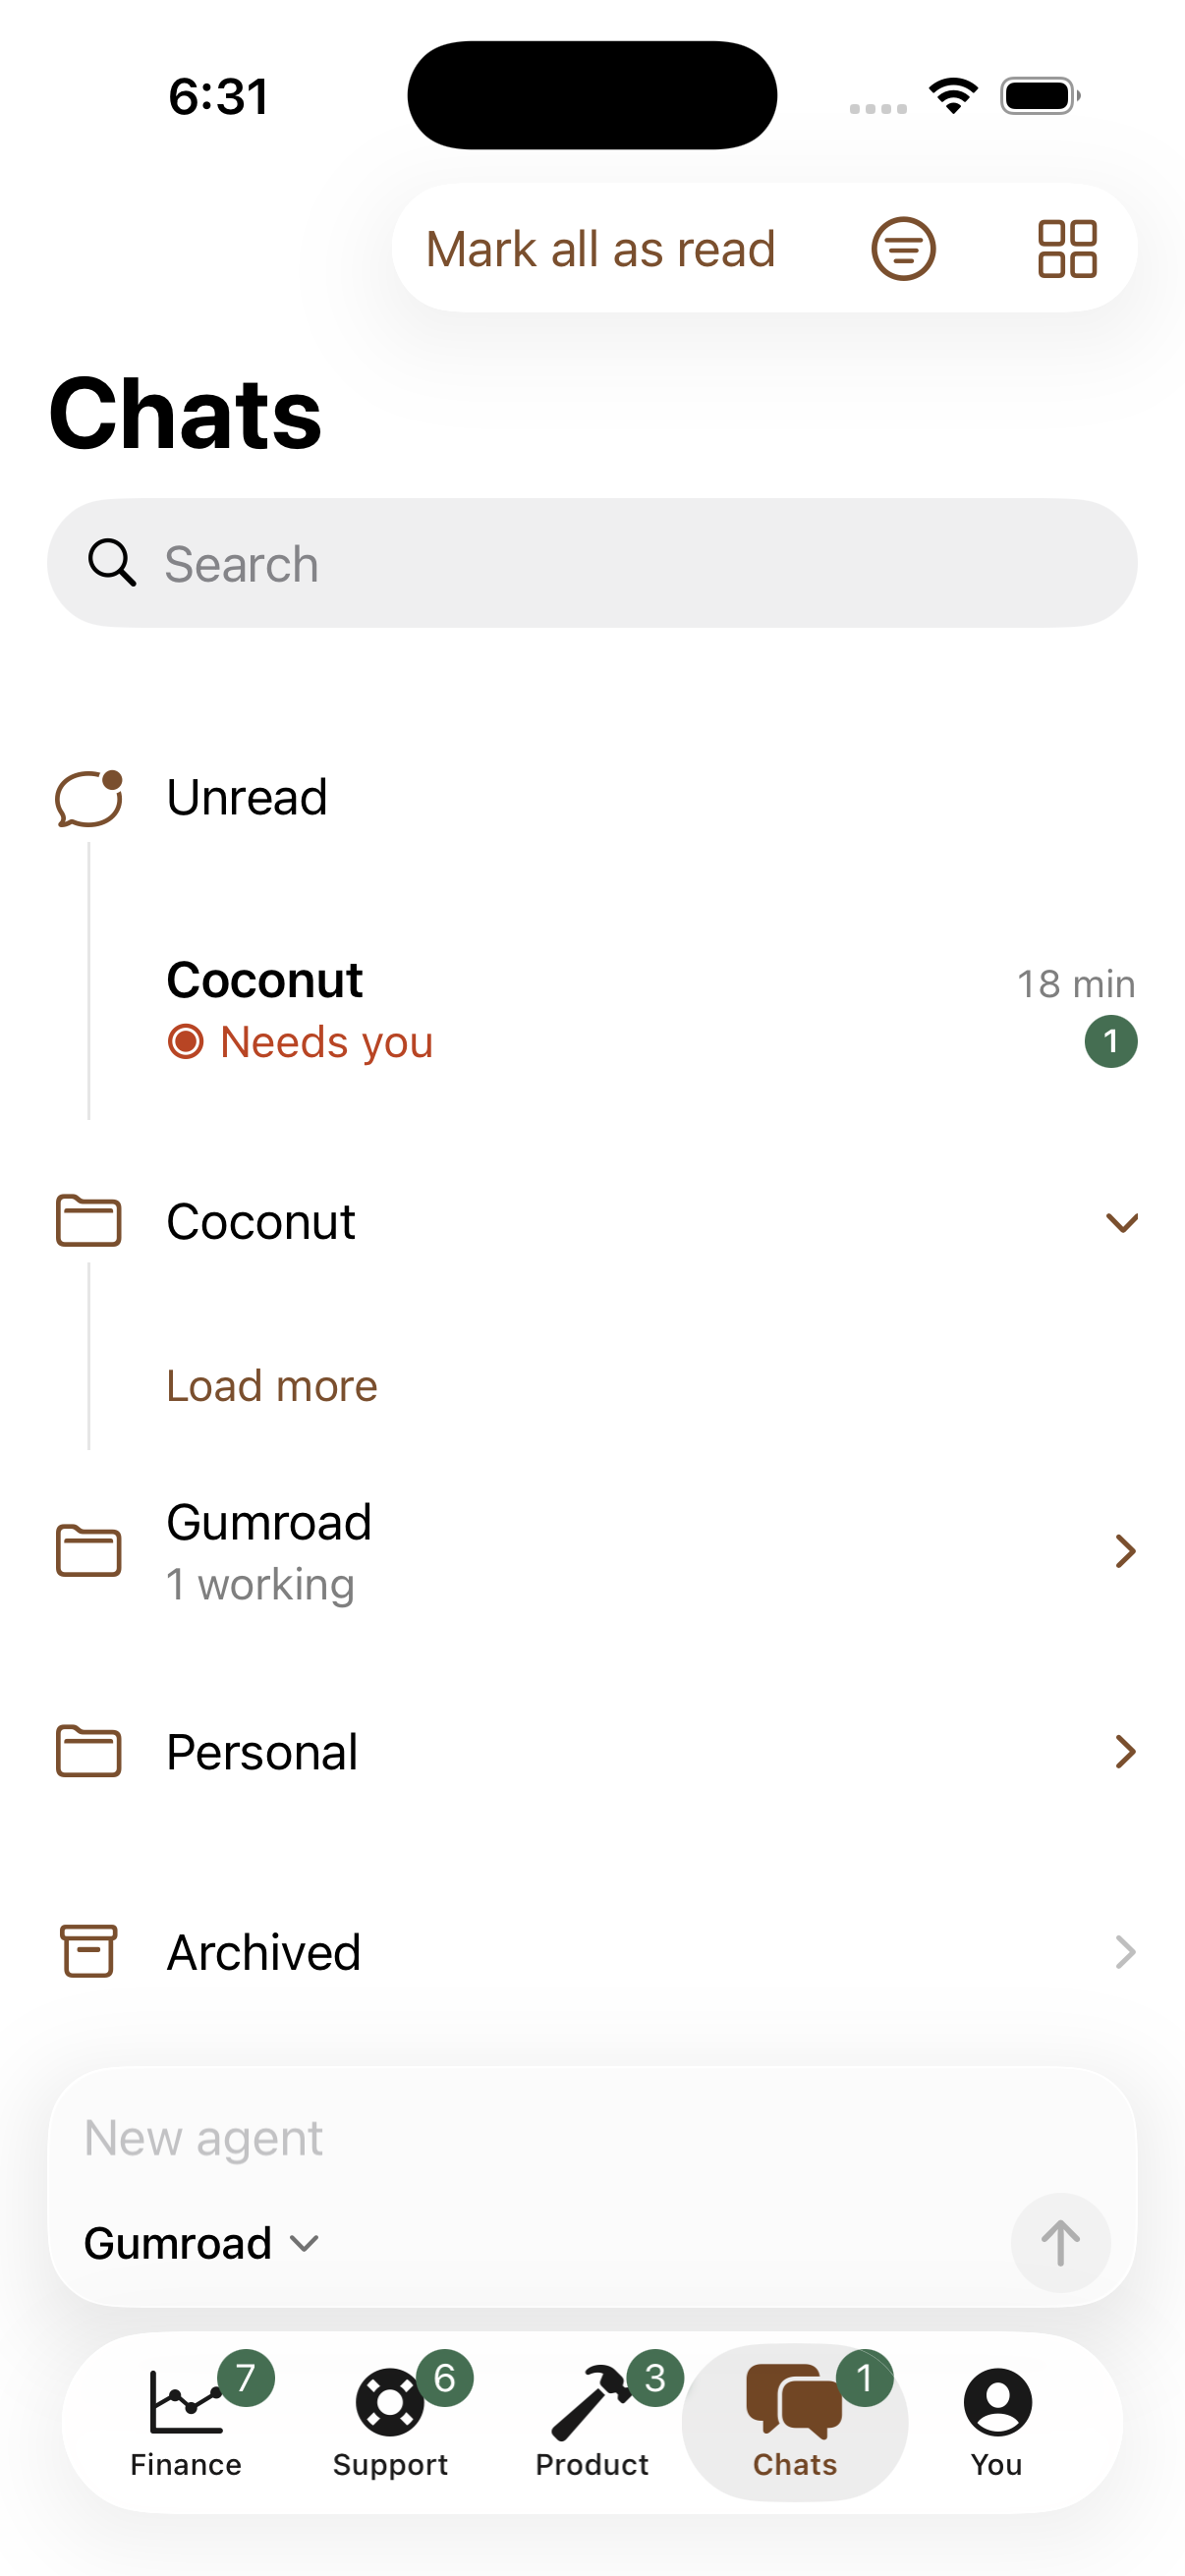 6:31
Mark all as read
Chats
Search
Unread
Coconut
18 min
Needs you
1
Coconut
Load more
Gumroad
1 working
Personal
Archived
New agent
Gumroad
7
6
3
1
Finance
Support
Product
Chats
You